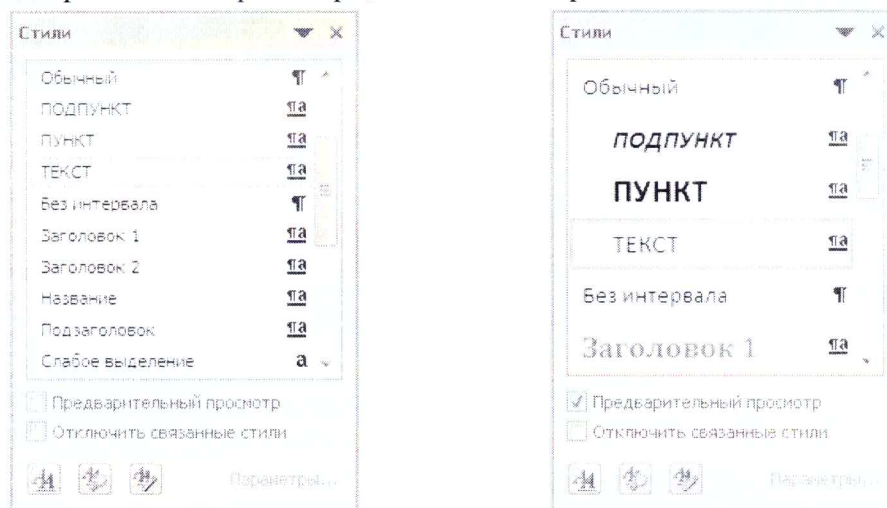 Стили
Обычный ¶
ПОДПУНКТ ¶a
ПУНКТ ¶a
ТЕКСТ ¶a
Без интервала ¶
Заголовок 1 ¶a
Заголовок 2 ¶a
Название ¶a
Подзаголовок ¶a
Слабое выделение a
Предварительный просмотр
Отключить связанные стили
Параметры...
Стили
Обычный ¶
ПОДПУНКТ ¶a
ПУНКТ ¶a
ТЕКСТ ¶a
Без интервала ¶
Заголовок 1 ¶a
Предварительный просмотр
Отключить связанные стили
Параметры...